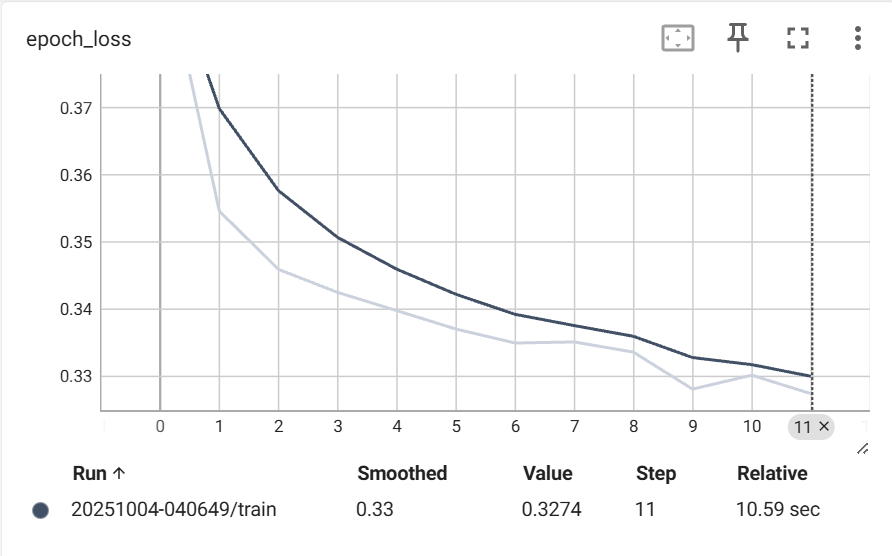 epoch_loss
0.37
0.36
0.35
0.34
0.33
0 1 2 3 4 5 6 7 8 9 10 11 ✕
Run ↑ Smoothed Value Step Relative
20251004-040649/train 0.33 0.3274 11 10.59 sec